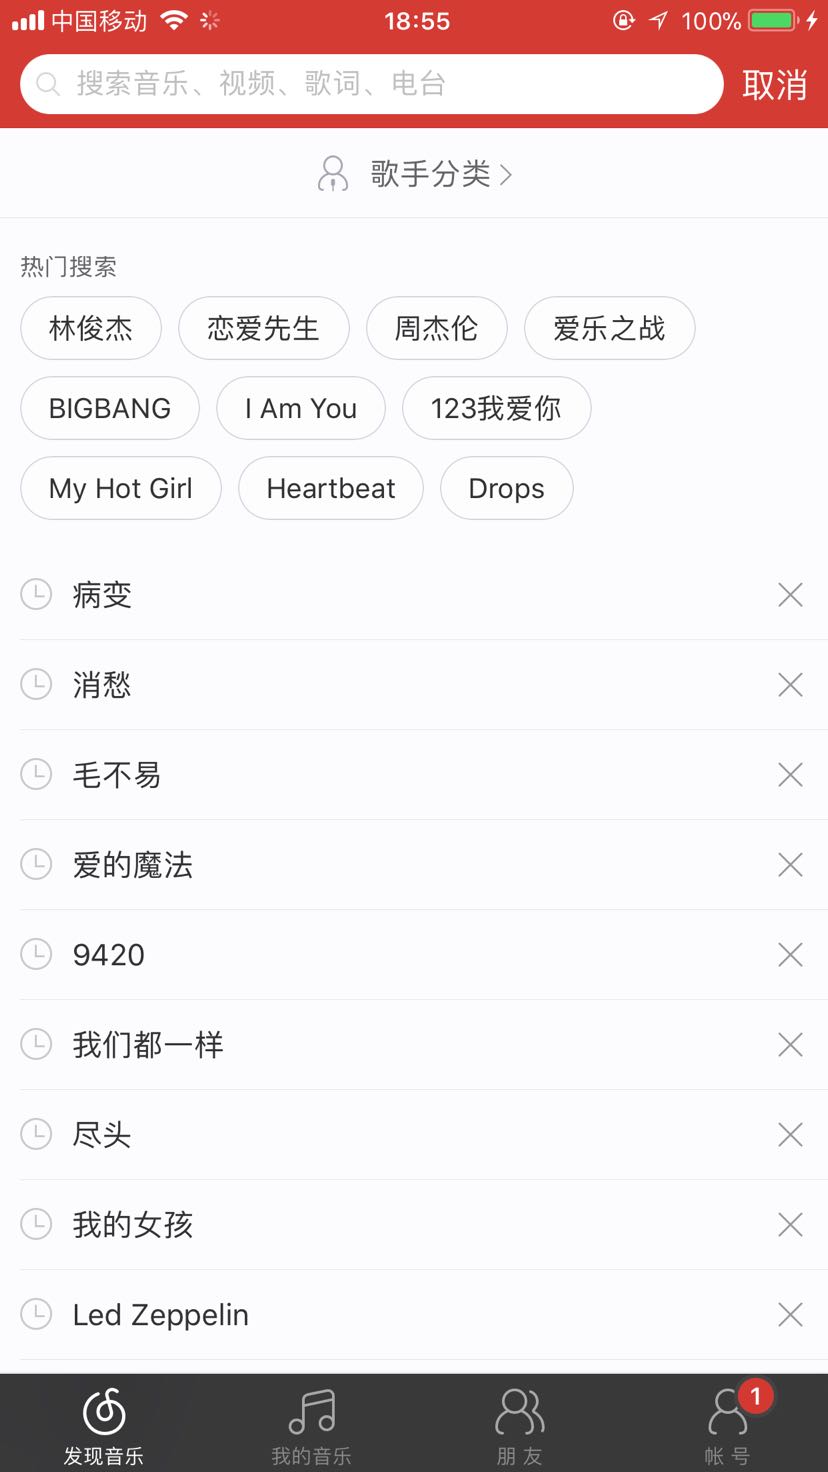 中国移动 18:55 100%
搜索音乐、视频、歌词、电台 取消
歌手分类
热门搜索
林俊杰 恋爱先生 周杰伦 爱乐之战
BIGBANG I Am You 123我爱你
My Hot Girl Heartbeat Drops
病变
消愁
毛不易
爱的魔法
9420
我们都一样
尽头
我的女孩
Led Zeppelin
1
发现音乐 我的音乐 朋友 帐号